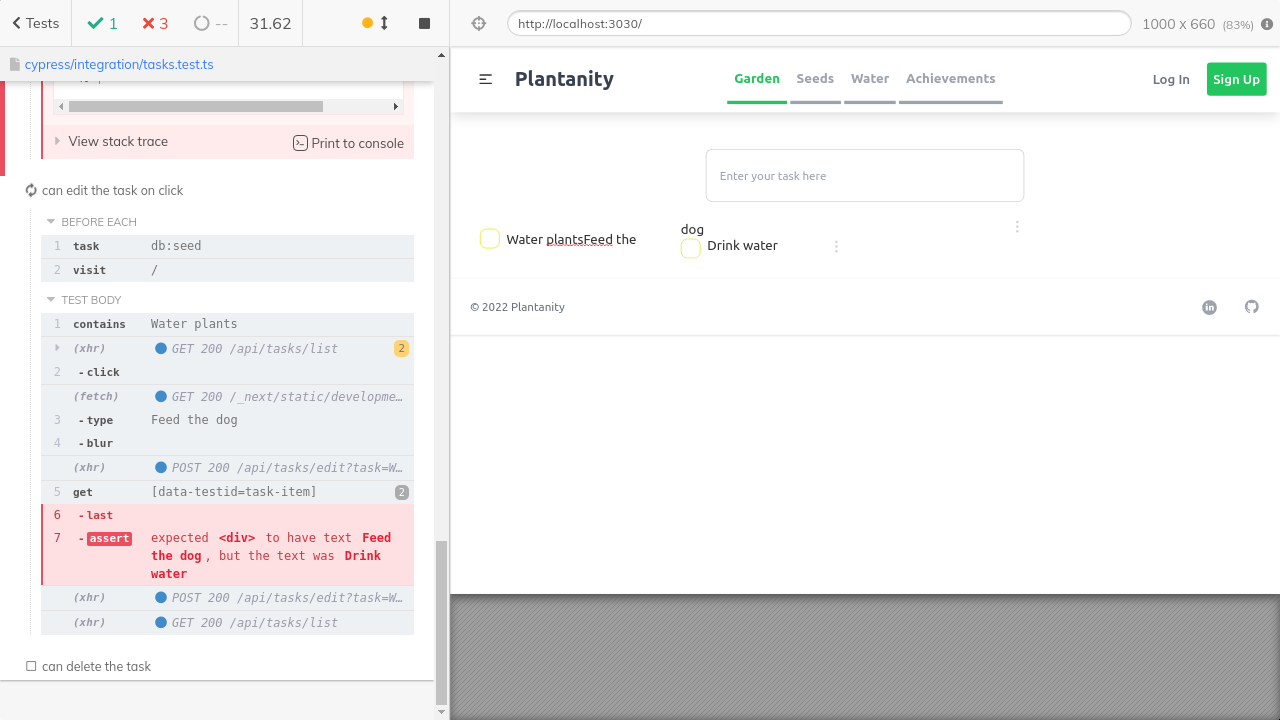 Tests
1
3
--
31.62
cypress/integration/tasks.test.ts
View stack trace
Print to console
can edit the task on click
BEFORE EACH
1 task db:seed
2 visit /
TEST BODY
1 contains Water plants
(xhr) GET 200 /api/tasks/list 2
2 -click
(fetch) GET 200 /_next/static/developme…
3 -type Feed the dog
4 -blur
(xhr) POST 200 /api/tasks/edit?task=W…
5 get [data-testid=task-item] 2
6 -last
7 -assert expected <div> to have text Feed
the dog, but the text was Drink
water
(xhr) POST 200 /api/tasks/edit?task=W…
(xhr) GET 200 /api/tasks/list
can delete the task
http://localhost:3030/
1000 x 660 (83%)
Plantanity
Garden
Seeds
Water
Achievements
Log In
Sign Up
Enter your task here
Water plantsFeed the
dog
Drink water
© 2022 Plantanity